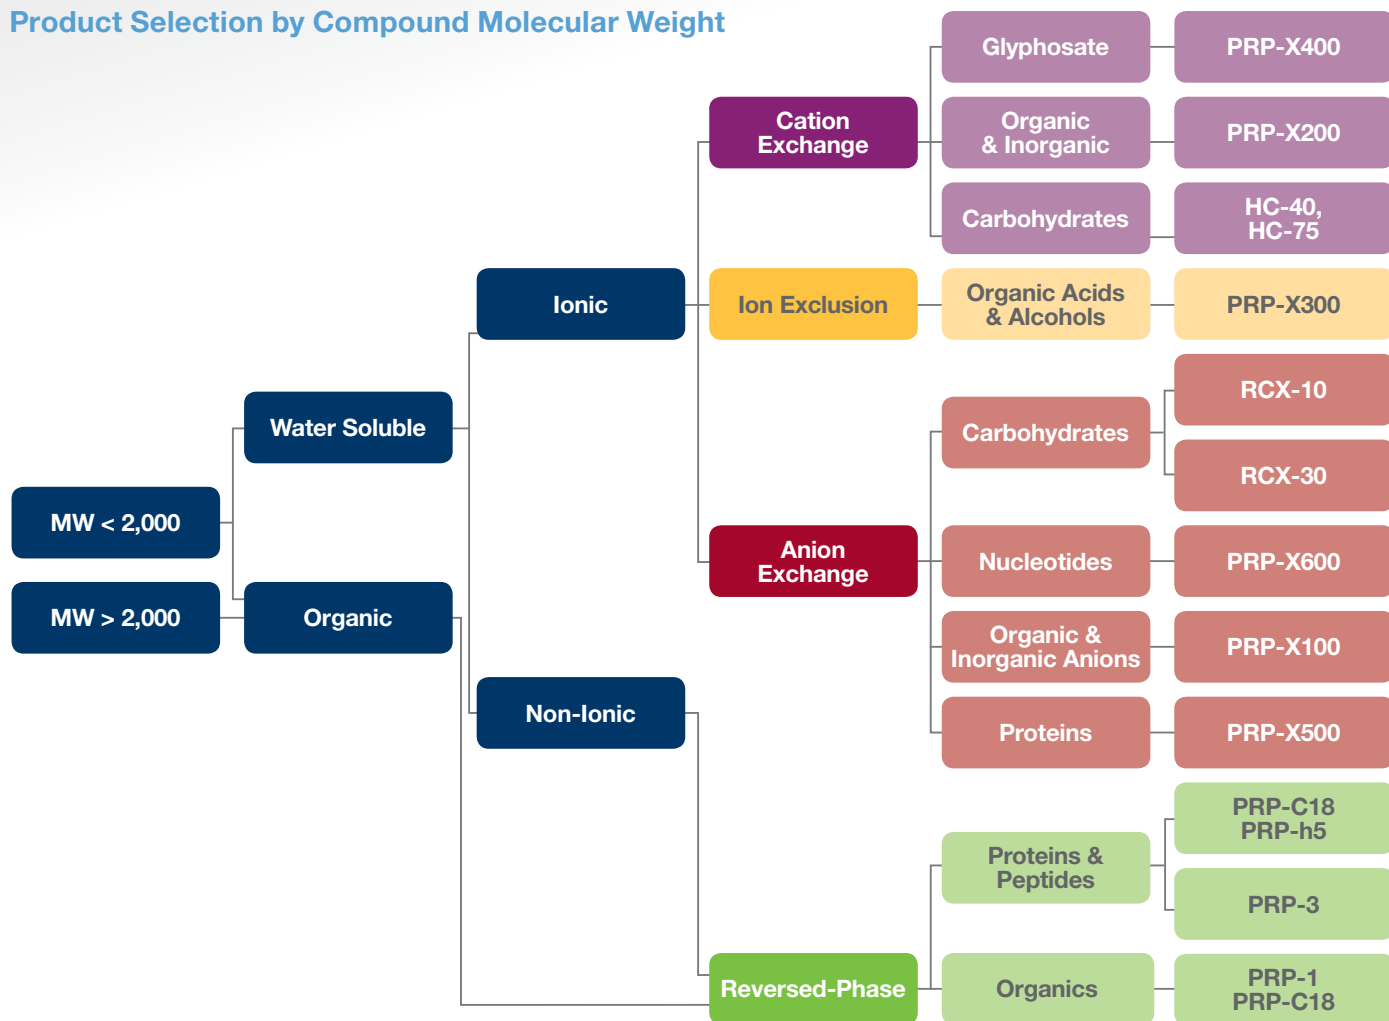 Product Selection by Compound Molecular Weight
Glyphosate
PRP-X400
Cation
Exchange
Organic
& Inorganic
PRP-X200
Carbohydrates
HC-40,
HC-75
Ionic
Ion Exclusion
Organic Acids
& Alcohols
PRP-X300
Water Soluble
Carbohydrates
RCX-10
RCX-30
MW < 2,000
Anion
Exchange
Nucleotides
PRP-X600
MW > 2,000
Organic
Organic &
Inorganic Anions
PRP-X100
Non-Ionic
Proteins
PRP-X500
Proteins &
Peptides
PRP-C18
PRP-h5
PRP-3
Reversed-Phase
Organics
PRP-1
PRP-C18